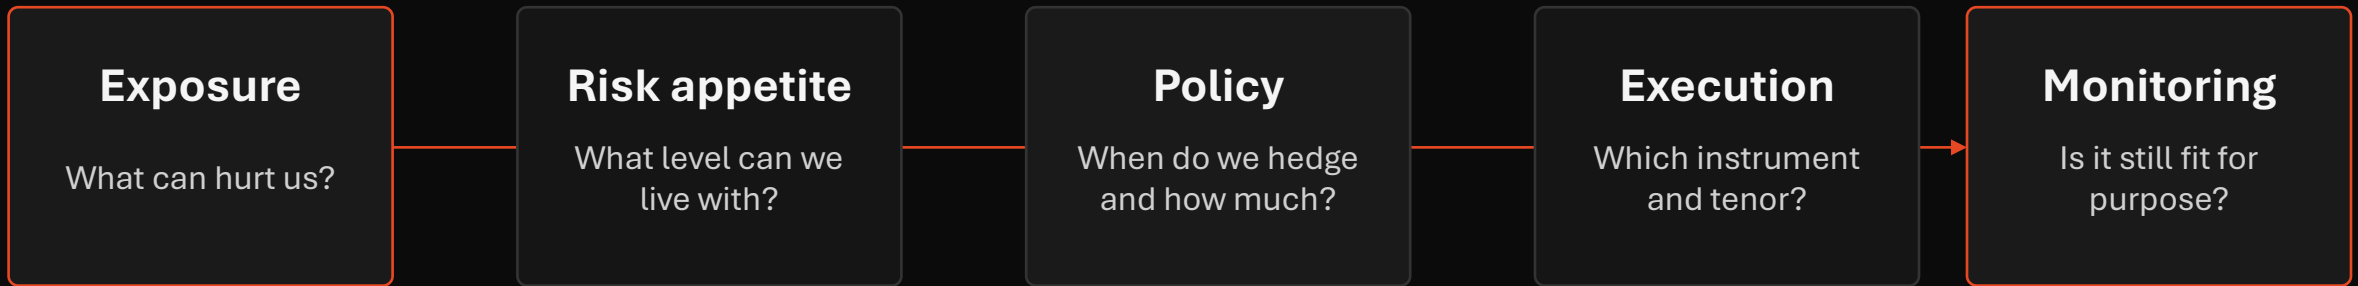 Exposure
What can hurt us?
Risk appetite
What level can we
live with?
Policy
When do we hedge
and how much?
Execution
Which instrument
and tenor?
Monitoring
Is it still fit for
purpose?